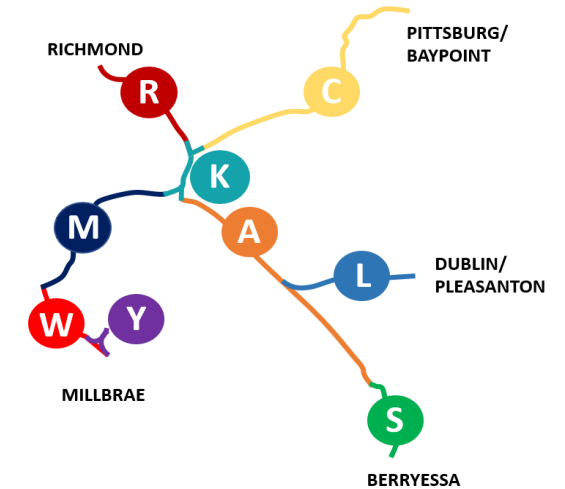 PITTSBURG/
BAYPOINT
RICHMOND
R
C
K
M
A
L
DUBLIN/
PLEASANTON
W
Y
MILLBRAE
S
BERRYESSA